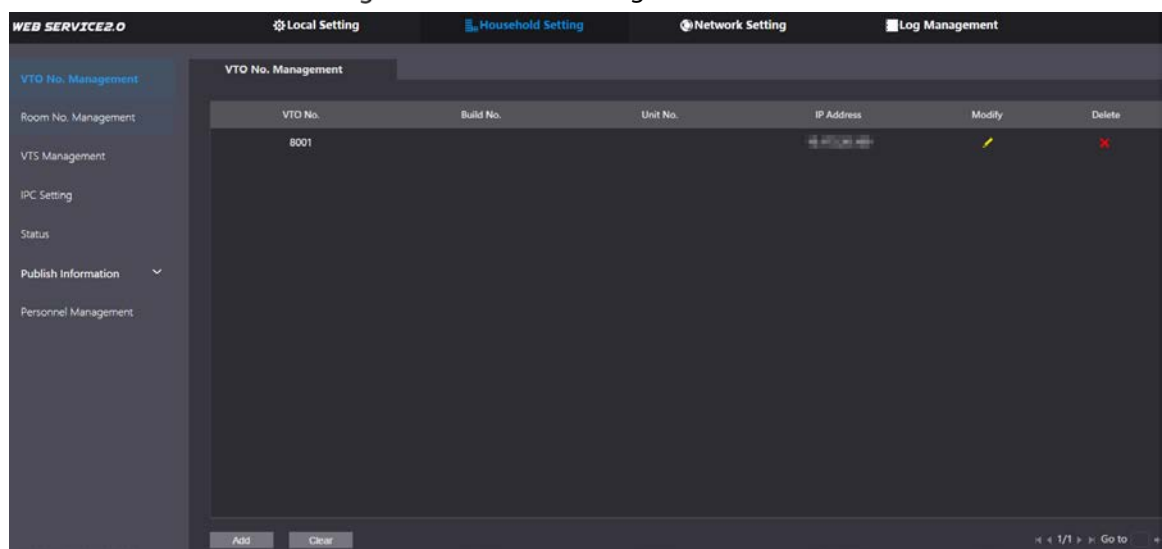 WEB SERVICE2.0
Local Setting
Household Setting
Network Setting
Log Management
VTO No. Management
Room No. Management
VTS Management
IPC Setting
Status
Publish Information
Personnel Management
VTO No. Management
VTO No. Build No. Unit No. IP Address Modify Delete
8001
Add Clear
1/1 Go to